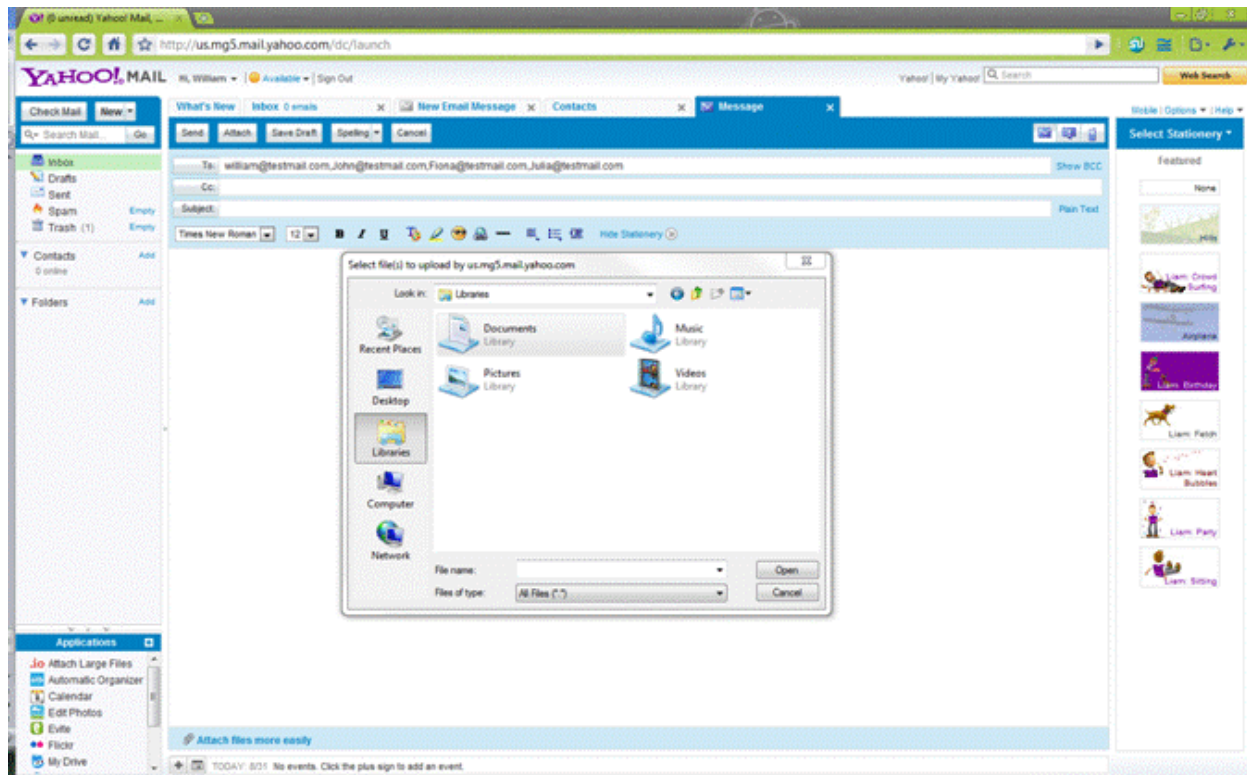 (0 unread) Yahoo! Mail, ...
http://us.mg5.mail.yahoo.com/dc/launch
YAHOO! MAIL Hi, William Available Sign Out
Yahoo! My Yahoo! Search Web Search
Check Mail New
Search Mail... Go
What's New Inbox 0 emails New Email Message Contacts Message
Mobile Options Help
Send Attach Save Draft Spelling Cancel
Select Stationery
To: william@testmail.com,John@testmail.com,Fiona@testmail.com,Julia@testmail.com Show BCC
Cc:
Subject: Plain Text
Times New Roman 12 B I U Hide Stationery
Inbox
Drafts
Sent
Spam Empty
Trash (1) Empty
Contacts Add
0 online
Folders Add
Select file(s) to upload by us.mg5.mail.yahoo.com
Look in: Libraries
Recent Places
Desktop
Libraries
Computer
Network
Documents
Library
Music
Library
Pictures
Library
Videos
Library
File name: Open
Files of type: All Files (*.*) Cancel
Featured
None
Hills
Liam: Crowd
Surfing
Airplane
Liam: Birthday
Liam: Fetch
Liam: Heart
Bubbles
Liam: Party
Liam: Sitting
Applications
.io Attach Large Files
Automatic Organizer
Calendar
Edit Photos
Evite
Flickr
My Drive
Attach files more easily
TODAY: 8/31 No events. Click the plus sign to add an event.